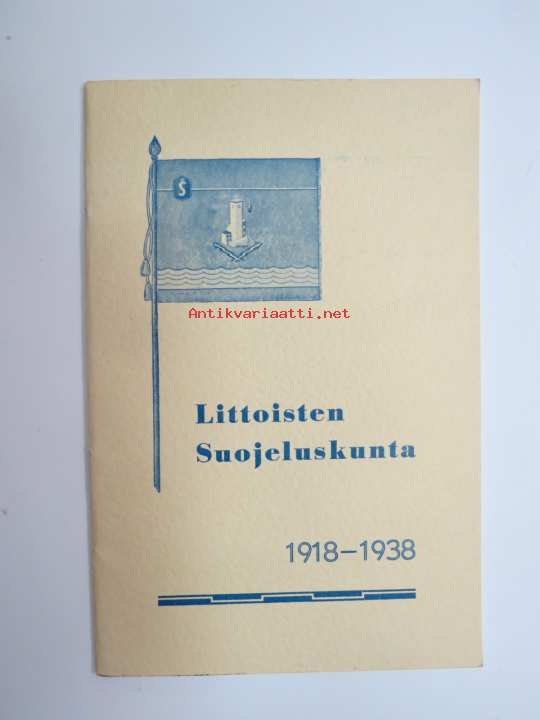 Š
Antikvariaatti.net
Littoisten
Suojeluskunta
1918-1938